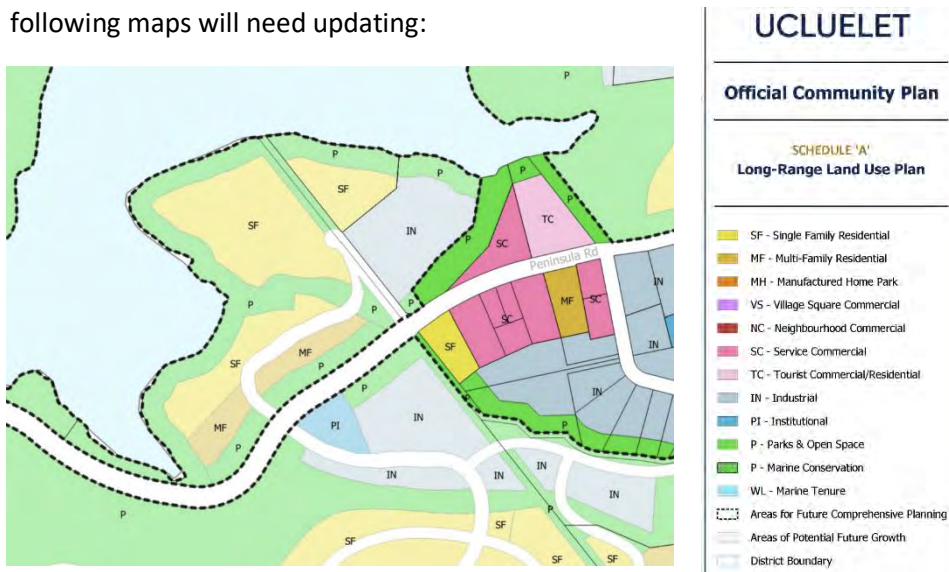 following maps will need updating:
UCLUELET
Official Community Plan
SCHEDULE 'A'
Long-Range Land Use Plan
SF - Single Family Residential
MF - Multi-Family Residential
MH - Manufactured Home Park
VS - Village Square Commercial
NC - Neighbourhood Commercial
SC - Service Commercial
TC - Tourist Commercial/Residential
IN - Industrial
PI - Institutional
P - Parks & Open Space
P - Marine Conservation
WL - Marine Tenure
Areas for Future Comprehensive Planning
Areas of Potential Future Growth
District Boundary
P
P
P
P
SF
P
SF
IN
TC
P
SC
P
Peninsula Rd
IN
P
P
MF
SC
SC
SF
P
MF
SF
IN
P
P
IN
P
IN
MF
PI
P
P
IN
IN
IN
IN
IN
P
P
SF
SF
SF
SF